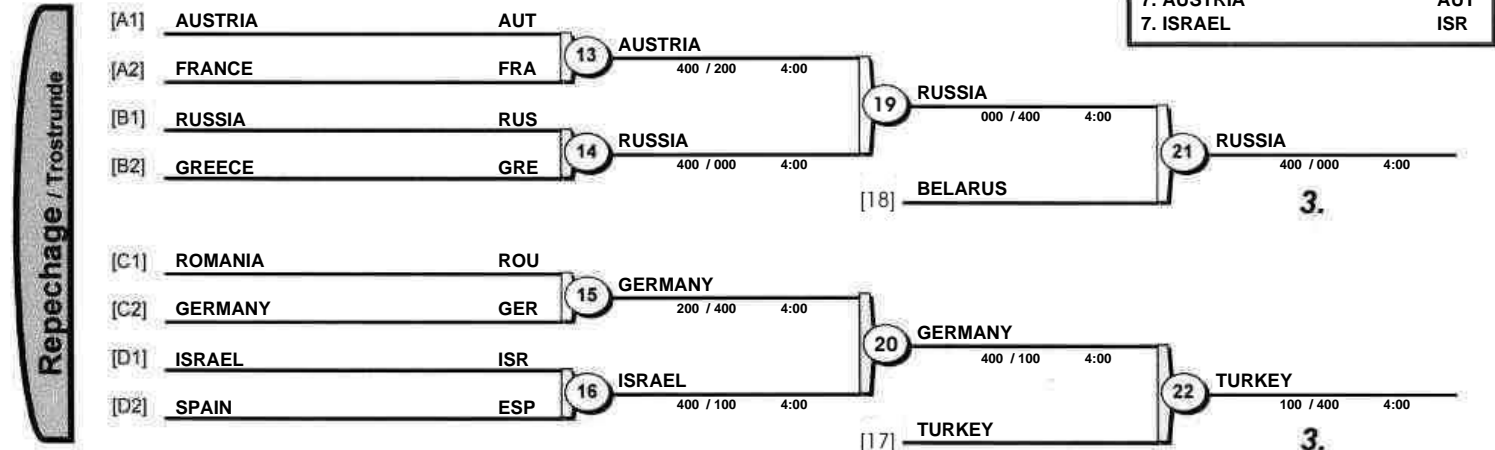 7. AUSTRIA AUT
7. ISRAEL ISR
Repechage / Trostrunde
[A1] AUSTRIA AUT
[A2] FRANCE FRA
13 AUSTRIA
400 / 200 4:00
[B1] RUSSIA RUS
[B2] GREECE GRE
14 RUSSIA
400 / 000 4:00
19 RUSSIA
000 / 400 4:00
[18] BELARUS
21 RUSSIA
400 / 000 4:00
3.
[C1] ROMANIA ROU
[C2] GERMANY GER
15 GERMANY
200 / 400 4:00
[D1] ISRAEL ISR
[D2] SPAIN ESP
16 ISRAEL
400 / 100 4:00
20 GERMANY
400 / 100 4:00
[17] TURKEY
22 TURKEY
100 / 400 4:00
3.